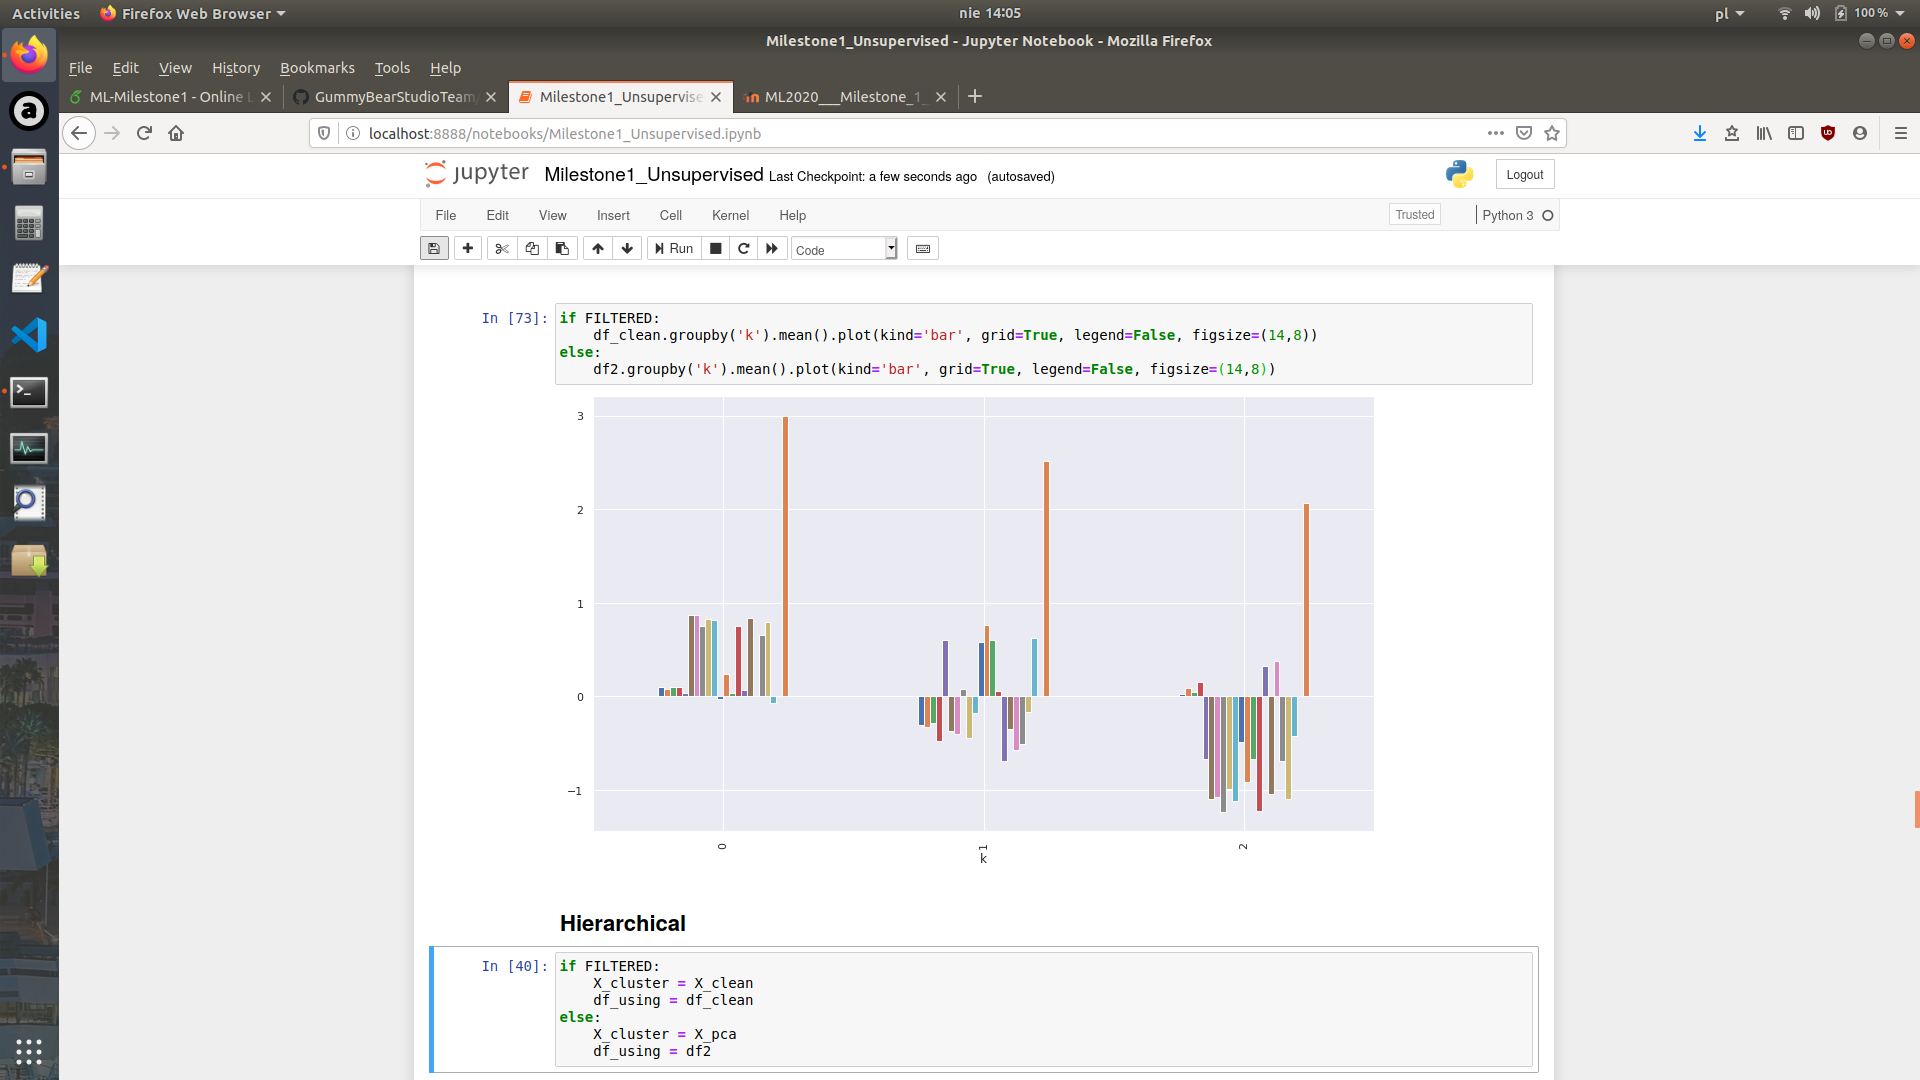 Activities Firefox Web Browser nie 14:05 pl 100%
Milestone1_Unsupervised - Jupyter Notebook - Mozilla Firefox
File Edit View History Bookmarks Tools Help
ML-Milestone1 - Online GummyBearStudioTeam Milestone1_Unsupervise ML2020___Milestone_1_
localhost:8888/notebooks/Milestone1_Unsupervised.ipynb
jupyter Milestone1_Unsupervised Last Checkpoint: a few seconds ago (autosaved) Logout
File Edit View Insert Cell Kernel Help Trusted Python 3
Run Code
In [73]: if FILTERED:
df_clean.groupby('k').mean().plot(kind='bar', grid=True, legend=False, figsize=(14,8))
else:
df2.groupby('k').mean().plot(kind='bar', grid=True, legend=False, figsize=(14,8))
3
2
1
0
−1
0 1 2
k
Hierarchical
In [40]: if FILTERED:
X_cluster = X_clean
df_using = df_clean
else:
X_cluster = X_pca
df_using = df2